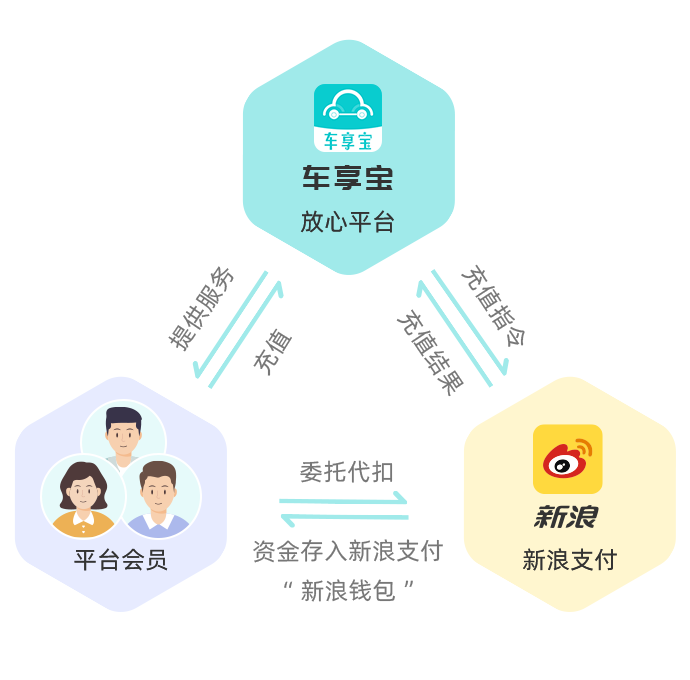 车享宝
车享宝
放心平台
提供服务
充值
充值指令
充值结果
委托代扣
资金存入新浪支付
“ 新浪钱包 ”
平台会员
新浪
新浪支付